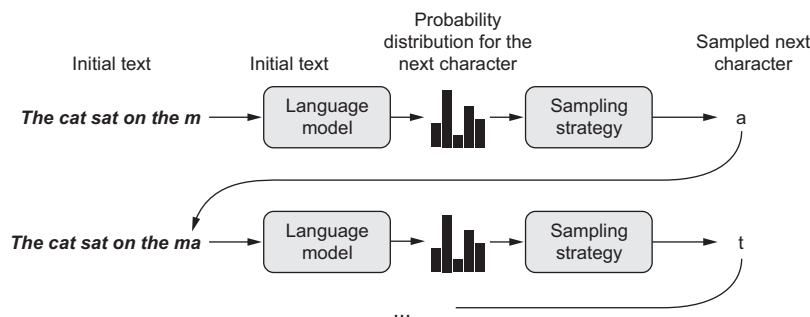 Initial text
Initial text
Probability
distribution for the
next character
Sampled next
character
The cat sat on the m
Language
model
Sampling
strategy
a
The cat sat on the ma
Language
model
Sampling
strategy
t
...